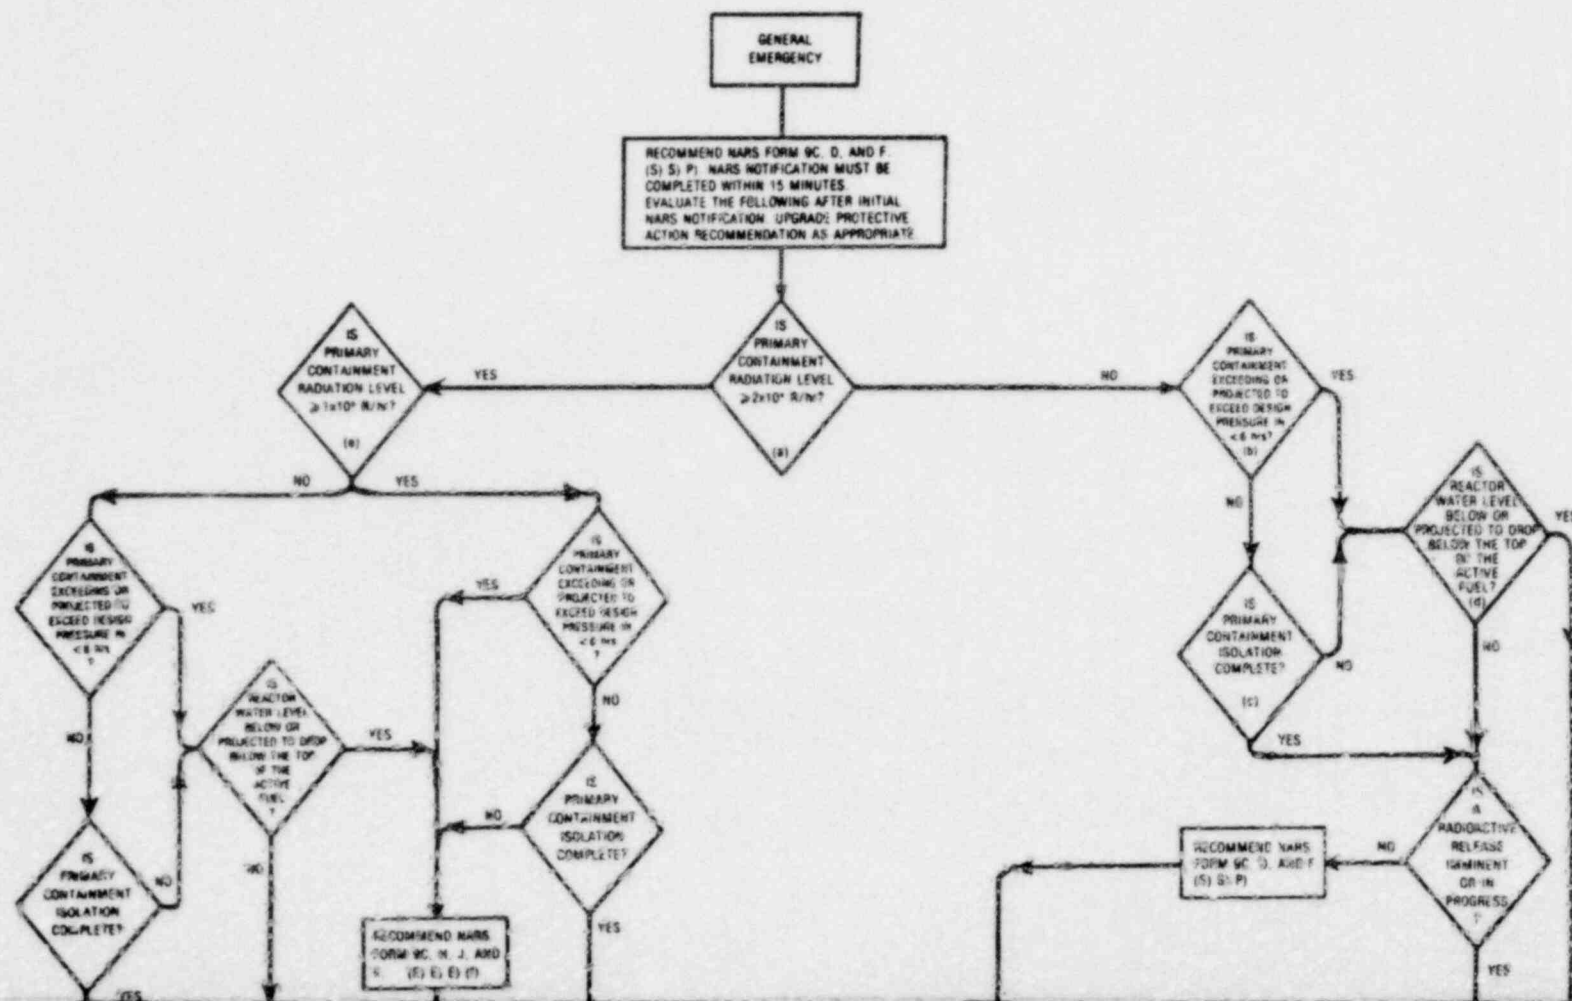 GENERAL
EMERGENCY
RECOMMEND NARS FORM 9C, D, AND F.
(S) S) P). NARS NOTIFICATION MUST BE
COMPLETED WITHIN 15 MINUTES.
EVALUATE THE FOLLOWING AFTER INITIAL
NARS NOTIFICATION. UPGRADE PROTECTIVE
ACTION RECOMMENDATION AS APPROPRIATE
IS
PRIMARY
CONTAINMENT
RADIATION LEVEL
R/hr?
(e)
YES
IS
PRIMARY
CONTAINMENT
RADIATION LEVEL
R/hr?
(a)
NO
IS
PRIMARY
CONTAINMENT
EXCEEDING OR
PROJECTED TO
EXCEED DESIGN
PRESSURE IN
<6 hrs?
(b)
YES
NO
YES
NO
IS
REACTOR
WATER LEVEL
BELOW OR
PROJECTED TO DROP
BELOW THE TOP
OF THE
ACTIVE
FUEL?
(d)
YES
NO
IS
PRIMARY
CONTAINMENT
EXCEEDING OR
PROJECTED TO
EXCEED DESIGN
PRESSURE IN
hrs
?
YES
NO
YES
IS
PRIMARY
CONTAINMENT
EXCEEDING OR
PROJECTED TO
EXCEED DESIGN
PRESSURE IN
<6 hrs
?
NO
IS
PRIMARY
CONTAINMENT
ISOLATION
COMPLETE?
(c)
NO
YES
IS
REACTOR
WATER LEVEL
BELOW OR
PROJECTED TO DROP
BELOW THE TOP
OF THE
ACTIVE
FUEL
?
YES
NO
IS
PRIMARY
CONTAINMENT
ISOLATION
COMPLETE?
NO
YES
IS
PRIMARY
CONTAINMENT
ISOLATION
COMPLETE?
NO
YES
RECOMMEND NARS
FORM 9C, H, J, AND
(E) E) E)
RECOMMEND NARS
FORM 9C, D, AND F
(S) S) P)
NO
IS
A
RADIOACTIVE
RELEASE
IMMINENT
OR IN
PROGRESS
?
YES